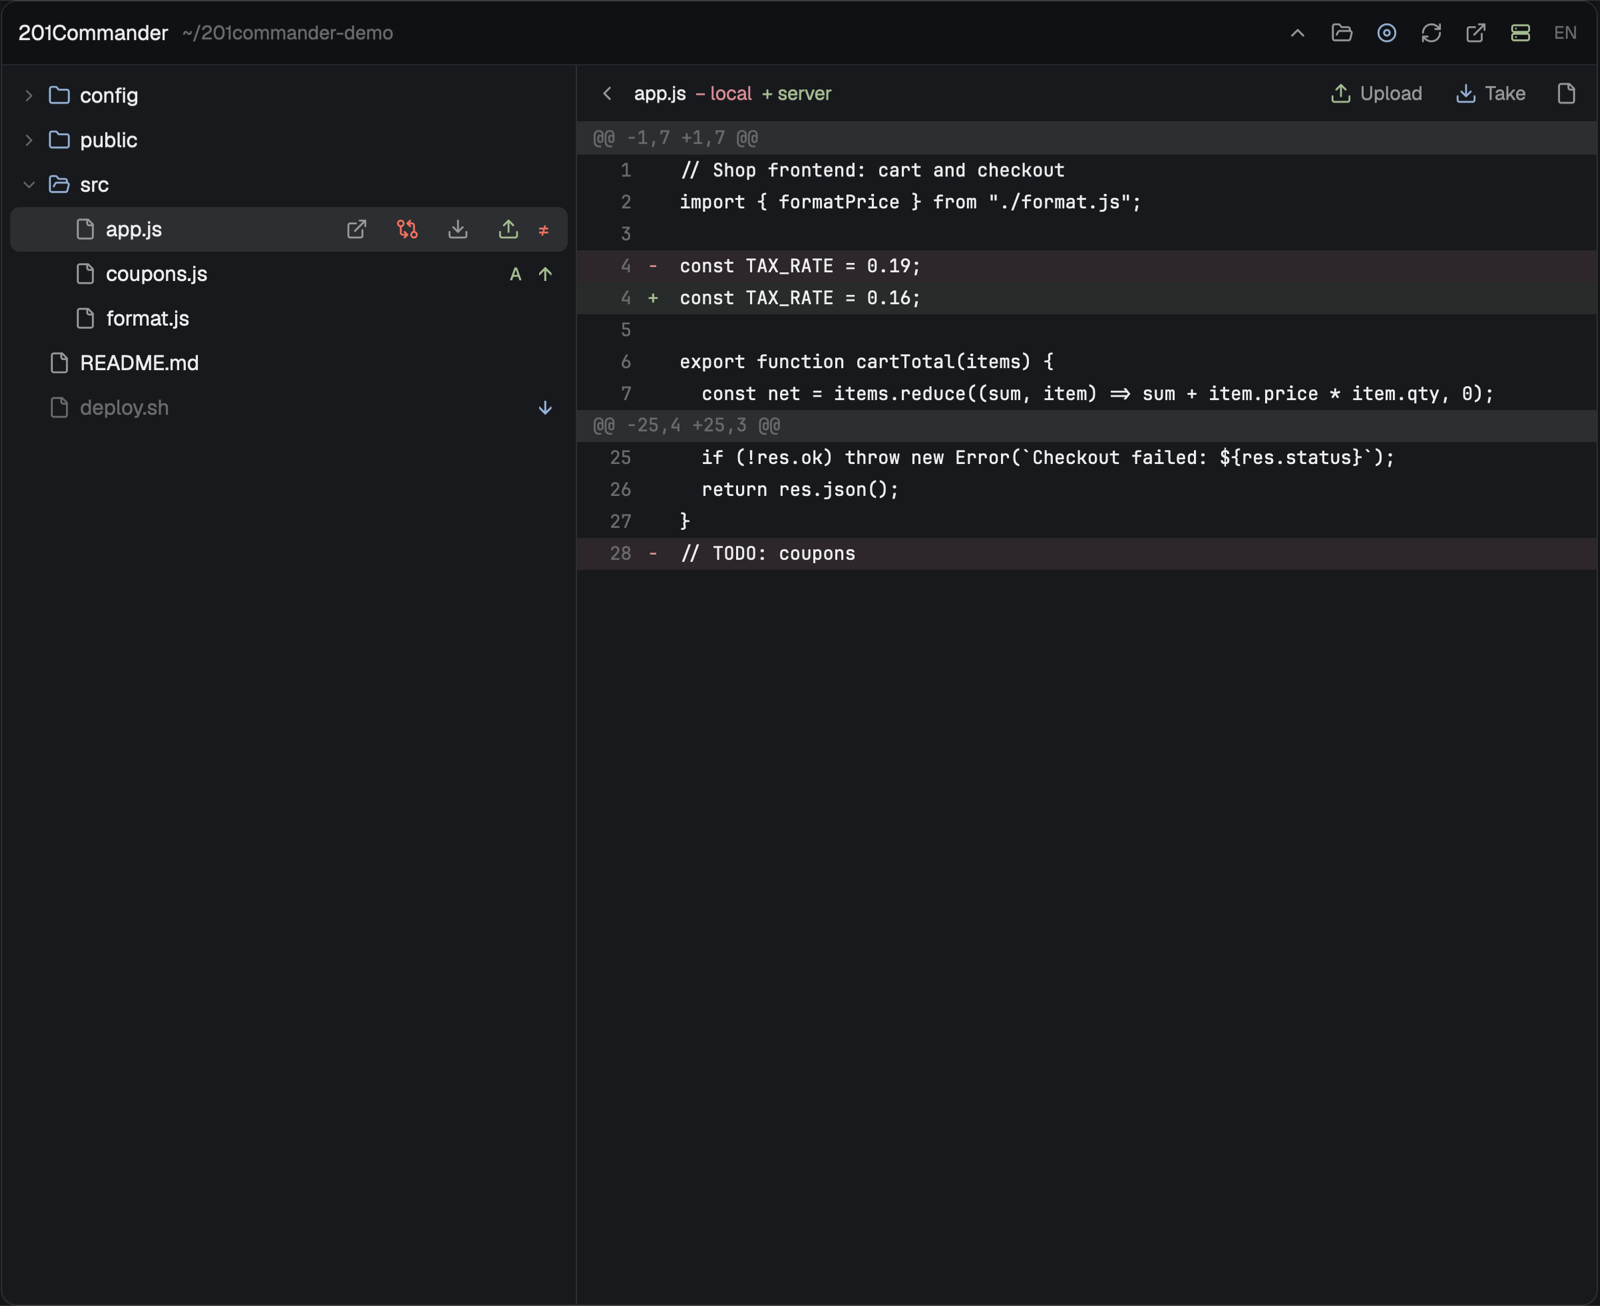 201Commander ~/201commander-demo EN
config
public
src
app.js ≠
coupons.js A ↑
format.js
README.md
deploy.sh ↓
app.js – local + server Upload Take
@@ -1,7 +1,7 @@
1 // Shop frontend: cart and checkout
2 import { formatPrice } from "./format.js";
3
4 - const TAX_RATE = 0.19;
4 + const TAX_RATE = 0.16;
5
6 export function cartTotal(items) {
7 const net = items.reduce((sum, item) => sum + item.price * item.qty, 0);
@@ -25,4 +25,3 @@
25 if (!res.ok) throw new Error(`Checkout failed: ${res.status}`);
26 return res.json();
27 }
28 - // TODO: coupons